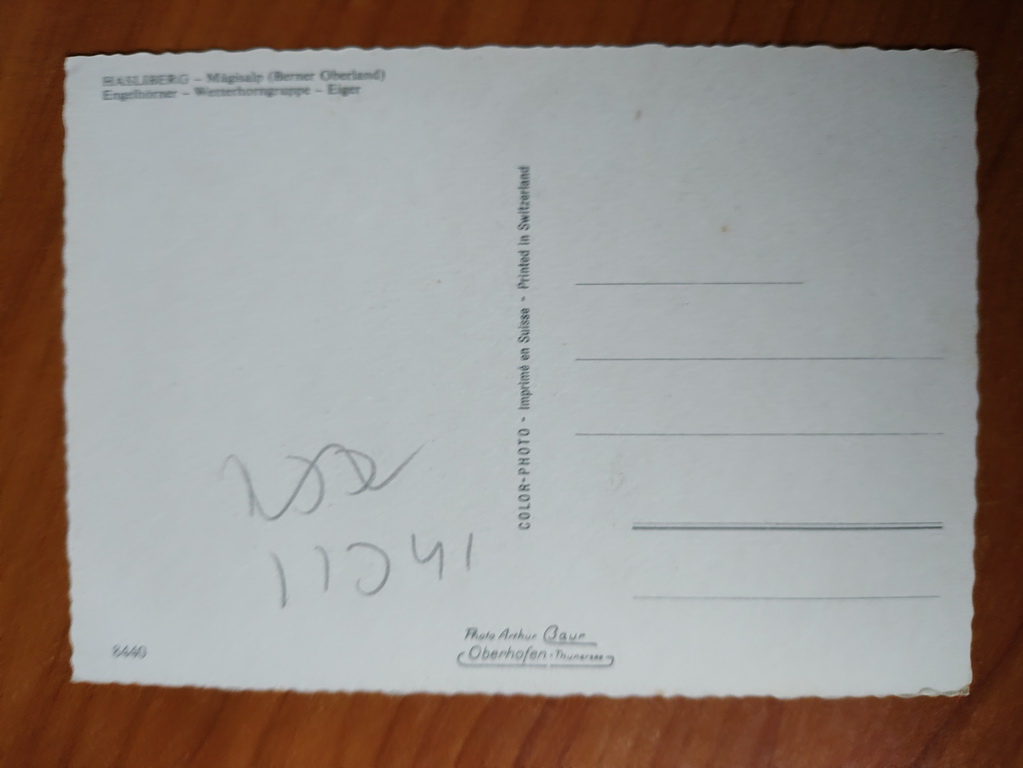 HASLIBERG – Mägisalp (Berner Oberland)
Engelhörner – Wetterhorngruppe – Eiger
COLOR-PHOTO - Imprimé en Suisse - Printed in Switzerland
8440
Photo Arthur Baur
Oberhofen-Thunersee